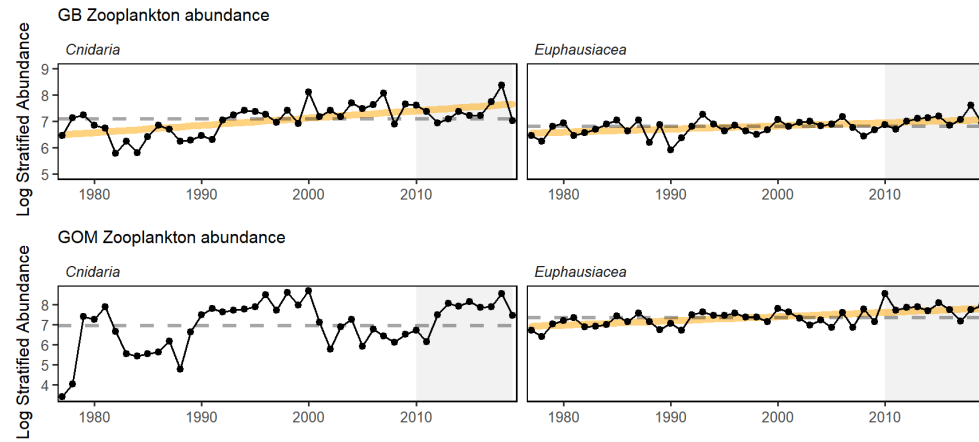 GB Zooplankton abundance
Cnidaria
Euphausiacea
Log Stratified Abundance
9
8
7
6
5
1980 1990 2000 2010
1980 1990 2000 2010
GOM Zooplankton abundance
Cnidaria
Euphausiacea
Log Stratified Abundance
8
7
6
5
4
1980 1990 2000 2010
1980 1990 2000 2010